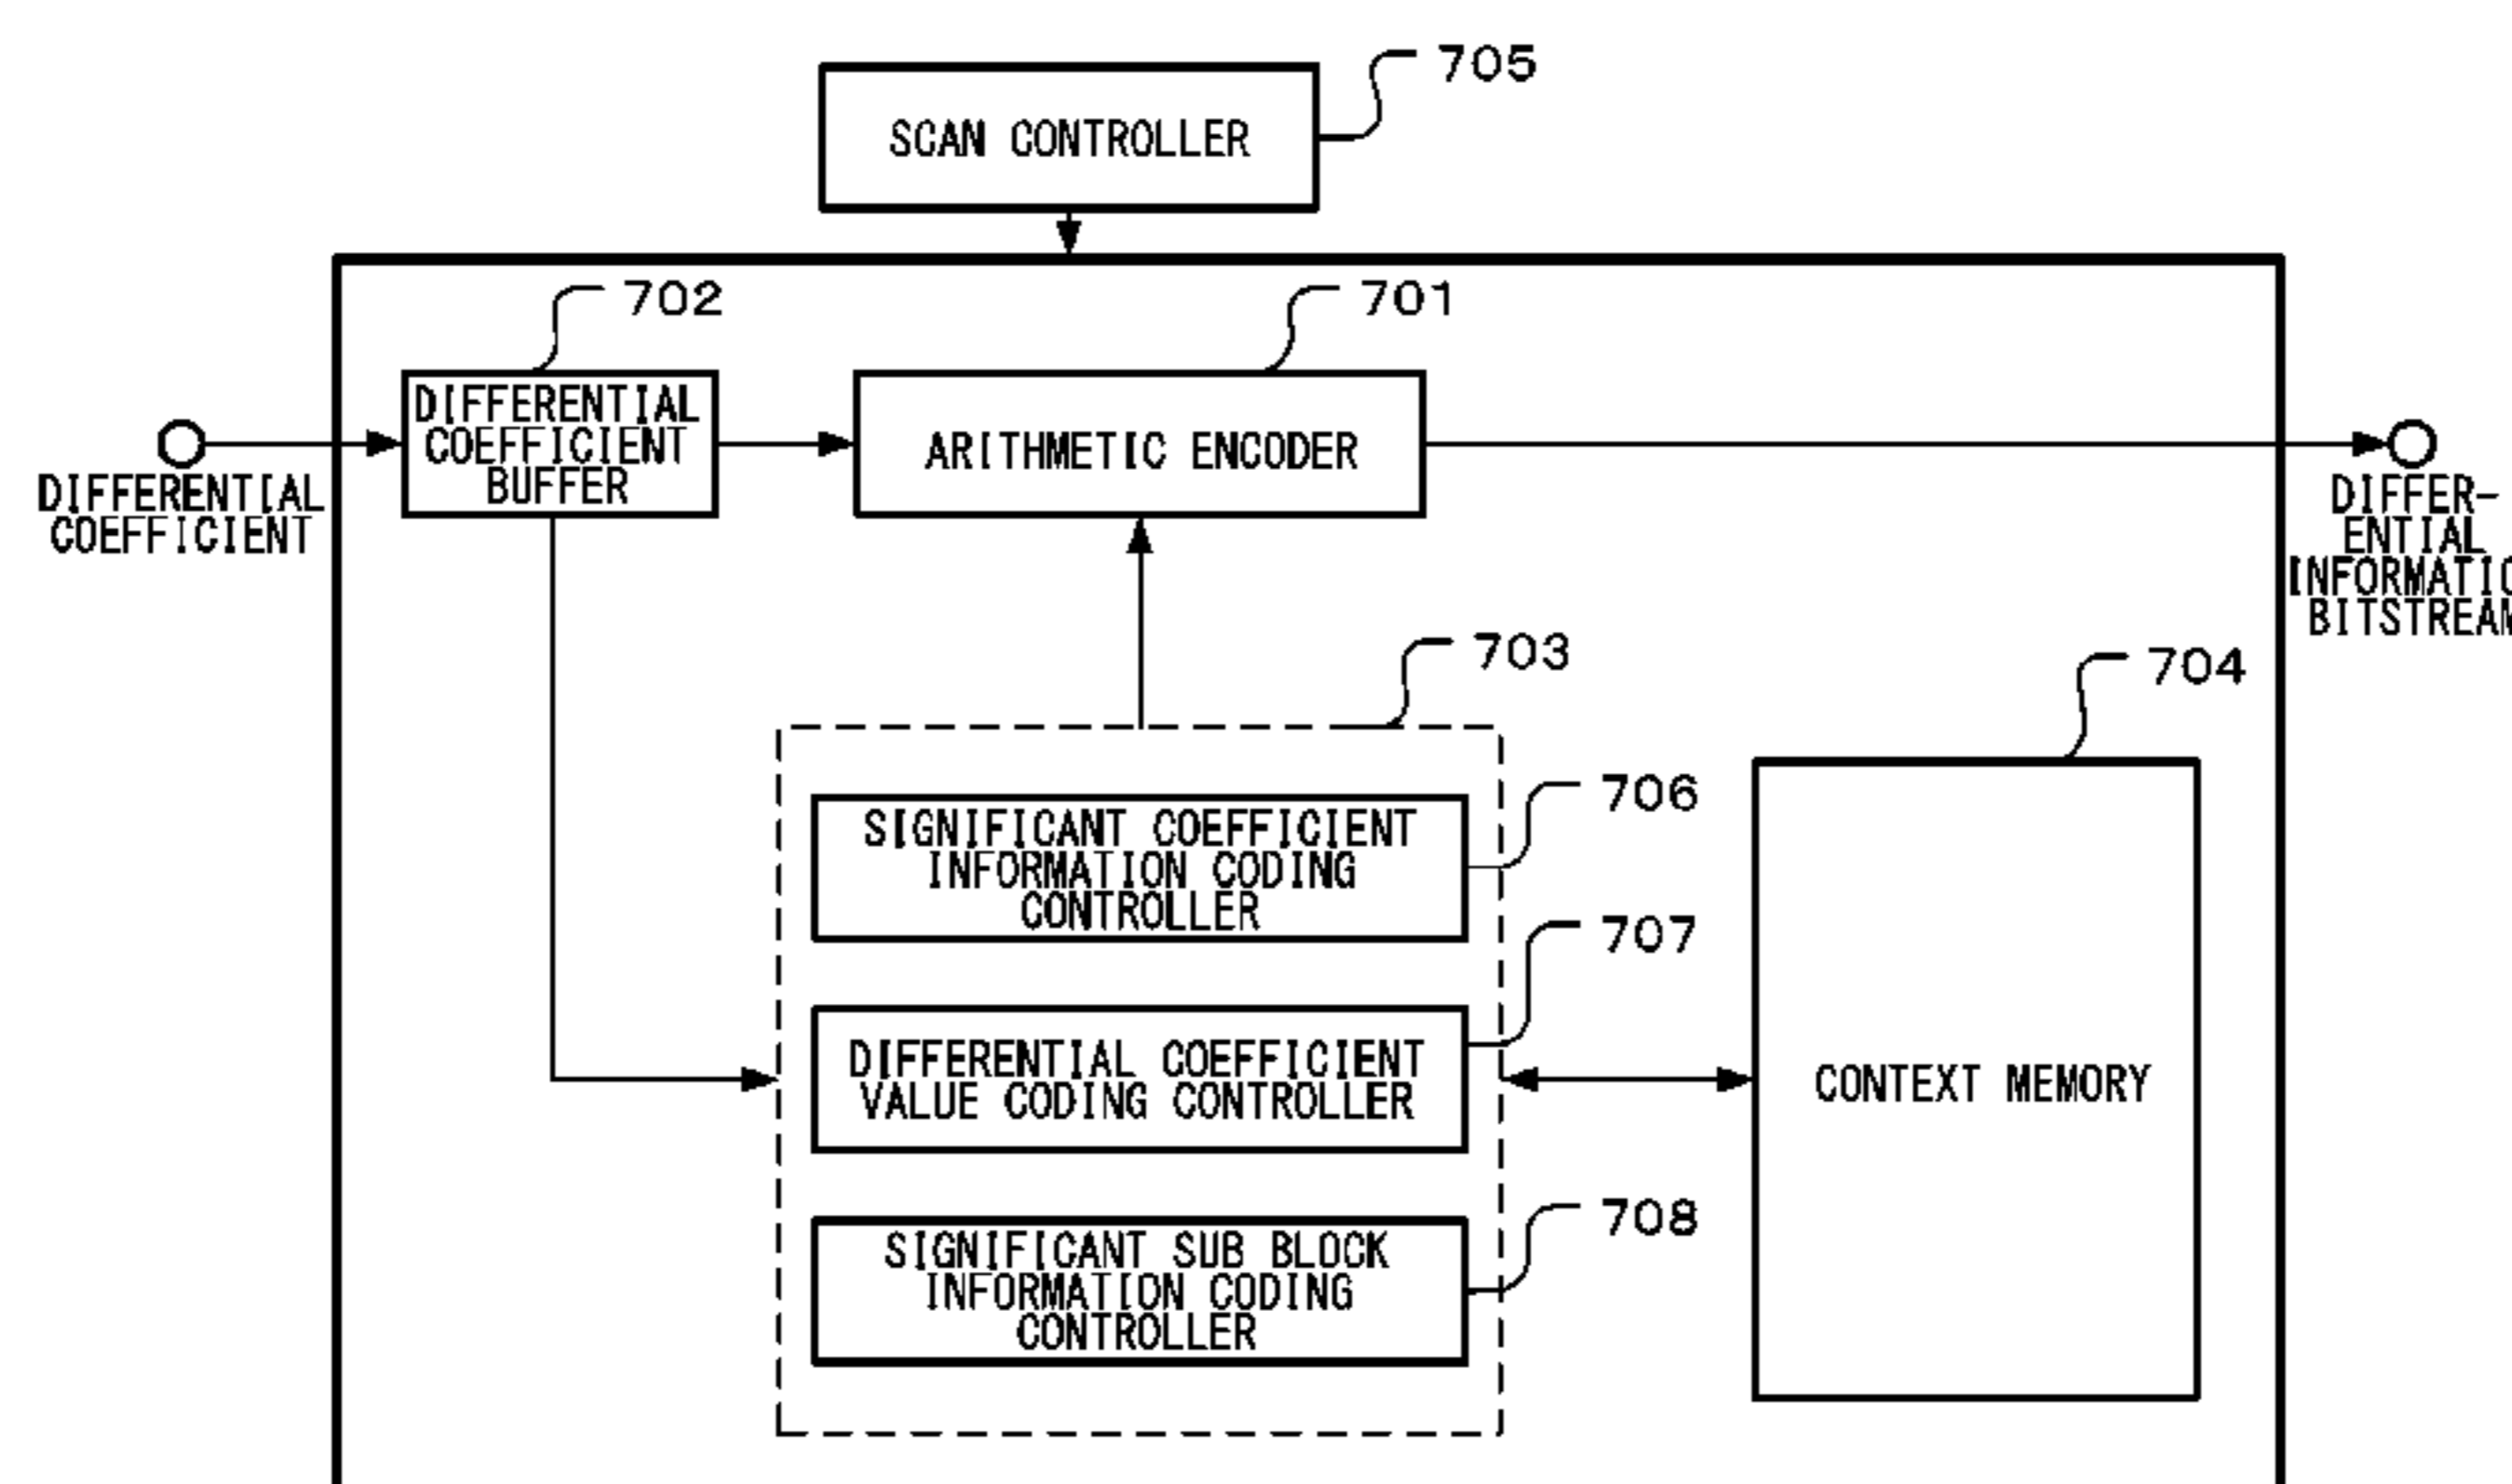 705
SCAN CONTROLLER
702
701
DIFFERENTIAL
COEFFICIENT
BUFFER
ARITHMETIC ENCODER
DIFFERENTIAL
COEFFICIENT
DIFFER-
ENTIAL
BITSTREAM
703
704
706
SIGNIFICANT COEFFICIENT
INFORMATION CODING
CONTROLLER
707
DIFFERENTIAL COEFFICIENT
VALUE CODING CONTROLLER
CONTEXT MEMORY
708
SIGNIFICANT SUB BLOCK
INFORMATION CODING
CONTROLLER